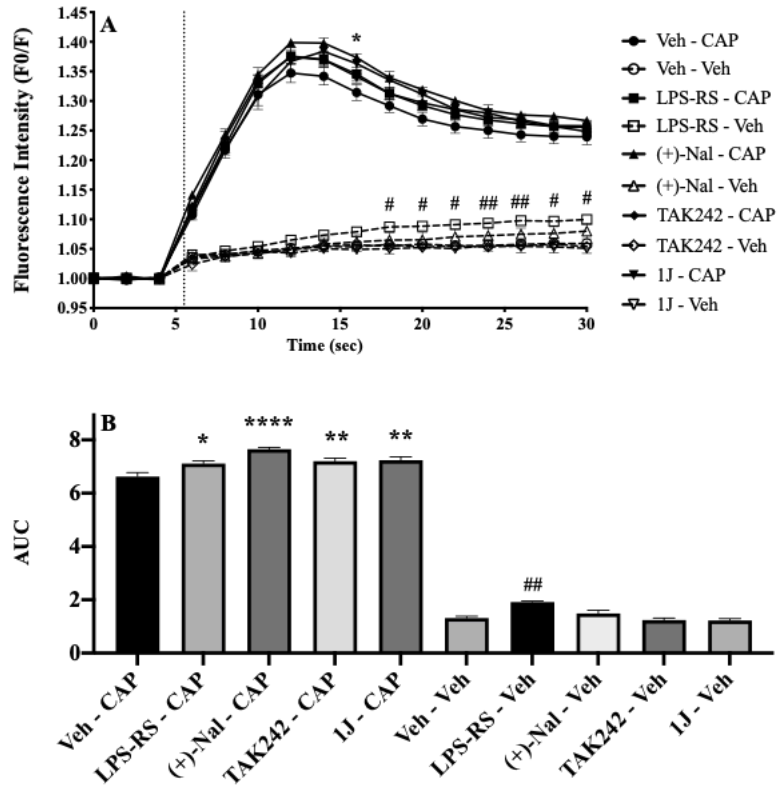 A
1.45
1.40
1.35
1.30
1.25
1.20
1.15
1.10
1.05
1.00
0.95
Fluorescence Intensity (F0/F)
*
# # # ## ## # #
0 5 10 15 20 25 30
Time (sec)
Veh - CAP
Veh - Veh
LPS-RS - CAP
LPS-RS - Veh
(+)-Nal - CAP
(+)-Nal - Veh
TAK242 - CAP
TAK242 - Veh
1J - CAP
1J - Veh
B
8
6
4
2
0
AUC
* **** ** ** ##
Veh - CAP
LPS-RS - CAP
(+)-Nal - CAP
TAK242 - CAP
1J - CAP
Veh - Veh
LPS-RS - Veh
(+)-Nal - Veh
TAK242 - Veh
1J - Veh